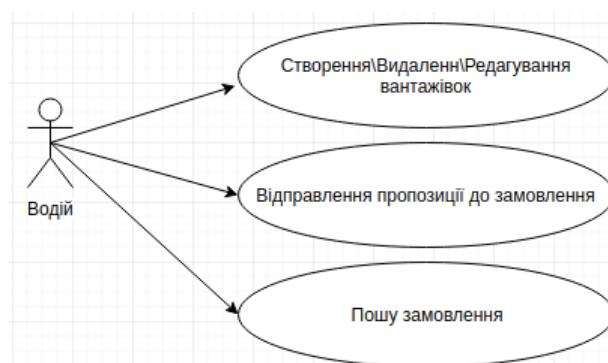 Створення\Видаленн\Редагування
вантажівок
Відправлення пропозиції до замовлення
Водій
Пошу замовлення